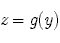 z = g(y)